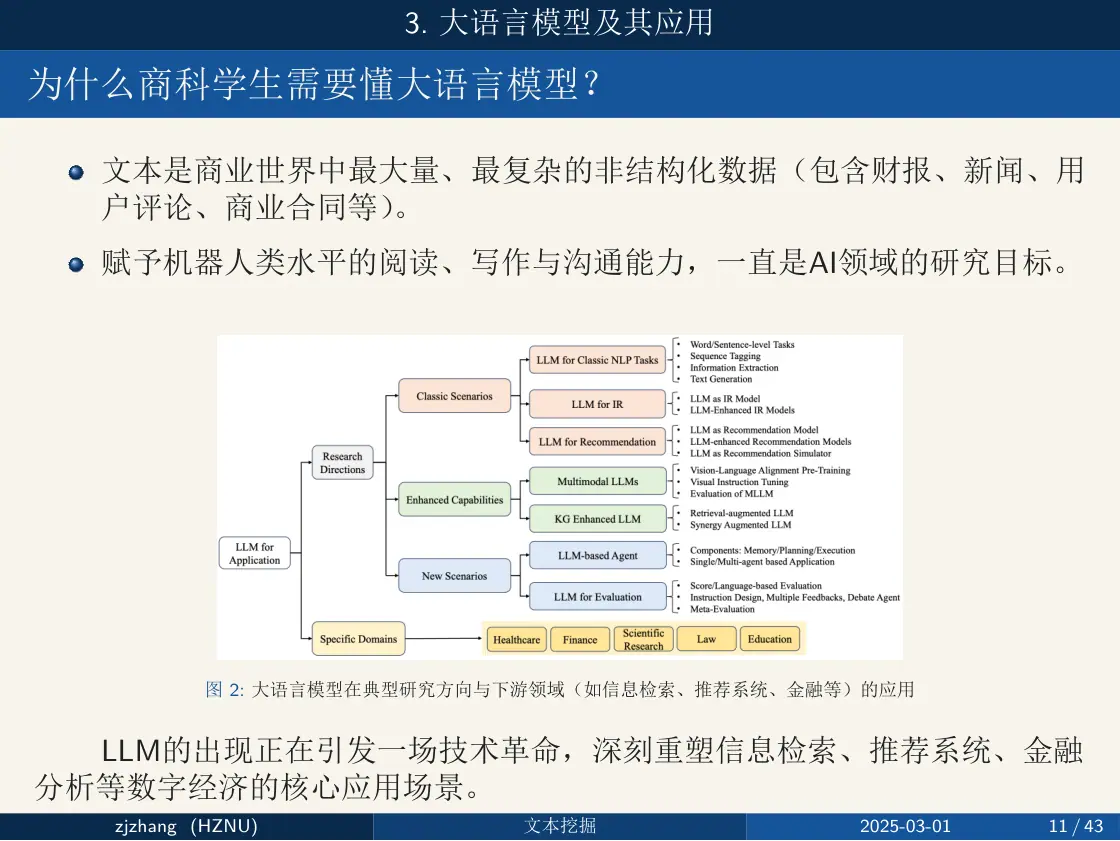 3. 大语言模型及其应用
为什么商科学生需要懂大语言模型？
文本是商业世界中最大量、最复杂的非结构化数据（包含财报、新闻、用
户评论、商业合同等）。
赋予机器人类水平的阅读、写作与沟通能力，一直是AI领域的研究目标。
LLM for
Application
Research
Directions
Classic Scenarios
LLM for Classic NLP Tasks
• Word/Sentence-level Tasks
• Sequence Tagging
• Information Extraction
• Text Generation
LLM for IR
• LLM as IR Model
• LLM-Enhanced IR Models
LLM for Recommendation
• LLM as Recommendation Model
• LLM-enhanced Recommendation Models
• LLM as Recommendation Simulator
Enhanced Capabilities
Multimodal LLMs
• Vision-Language Alignment Pre-Training
• Visual Instruction Tuning
• Evaluation of MLLM
KG Enhanced LLM
• Retrieval-augmented LLM
• Synergy Augmented LLM
New Scenarios
LLM-based Agent
• Components: Memory/Planning/Execution
• Single/Multi-agent based Application
LLM for Evaluation
• Score/Language-based Evaluation
• Instruction Design, Multiple Feedbacks, Debate Agent
• Meta-Evaluation
Specific Domains
Healthcare
Finance
Scientific
Research
Law
Education
图 2: 大语言模型在典型研究方向与下游领域（如信息检索、推荐系统、金融等）的应用
LLM的出现正在引发一场技术革命，深刻重塑信息检索、推荐系统、金融
分析等数字经济的核心应用场景。
zjzhang (HZNU)
文本挖掘
2025-03-01
11 / 43